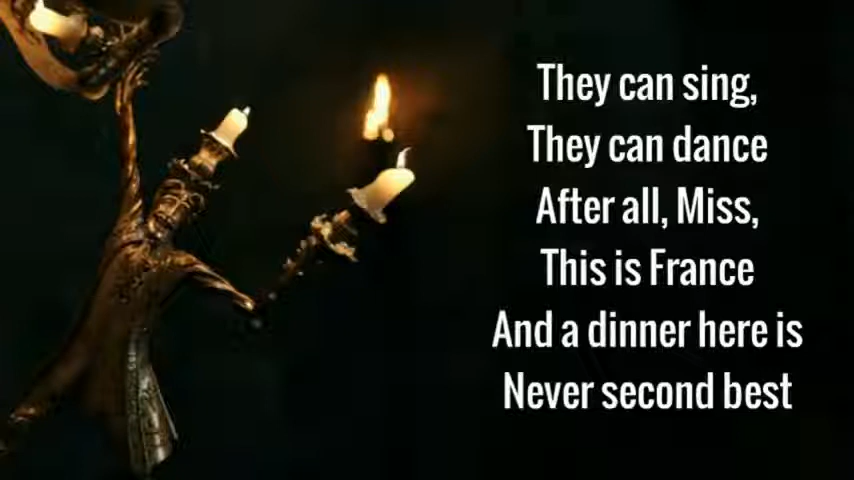 They can sing,
They can dance
After all, Miss,
This is France
And a dinner here is
Never second best